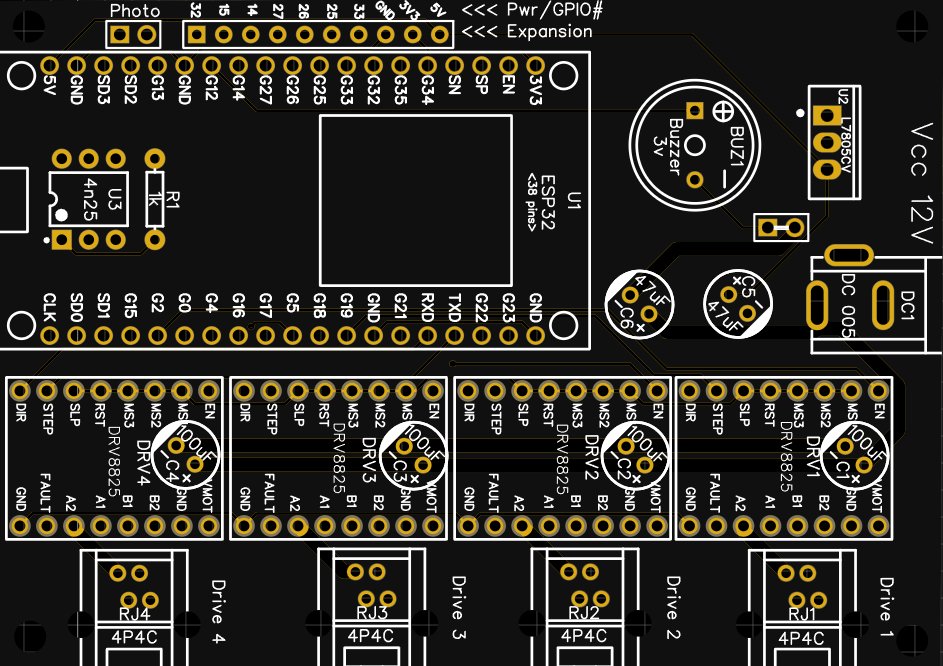 Photo
32 15 14 27 26 25 33 GND 3V3 5V
<<< Pwr/GPIO#
<<< Expansion
5V GND SD3 SD2 G13 GND G12 G14 G27 G26 G25 G33 G32 G35 G34 SN SP EN 3V3
U3
4n25
R1
1k
U1
ESP32
<38 pins>
BUZ1
Buzzer
3v
U2
L7805CV
Vcc 12V
CLK SD0 SD1 G15 G2 G0 G4 G16 G17 G5 G18 G19 GND G21 RXD TXD G22 G23 GND
47uF
C6
C5
47uF
DC 005
DC1
DIR STEP SLP RST MS3 MS2 MS2 EN
DRV8825
DRV4
100uF
C4
GND FAULT A2 A1 B1 B2 GND VMOT
DIR STEP SLP RST MS3 MS2 MS2 EN
DRV8825
DRV3
100uF
C3
GND FAULT A2 A1 B1 B2 GND VMOT
DIR STEP SLP RST MS3 MS2 MS2 EN
DRV8825
DRV2
100uF
C2
GND FAULT A2 A1 B1 B2 GND VMOT
DIR STEP SLP RST MS3 MS2 MS2 EN
DRV8825
DRV1
100uF
C1
GND FAULT A2 A1 B1 B2 GND VMOT
RJ4
4P4C
Drive 4
RJ3
4P4C
Drive 3
RJ2
4P4C
Drive 2
RJ1
4P4C
Drive 1